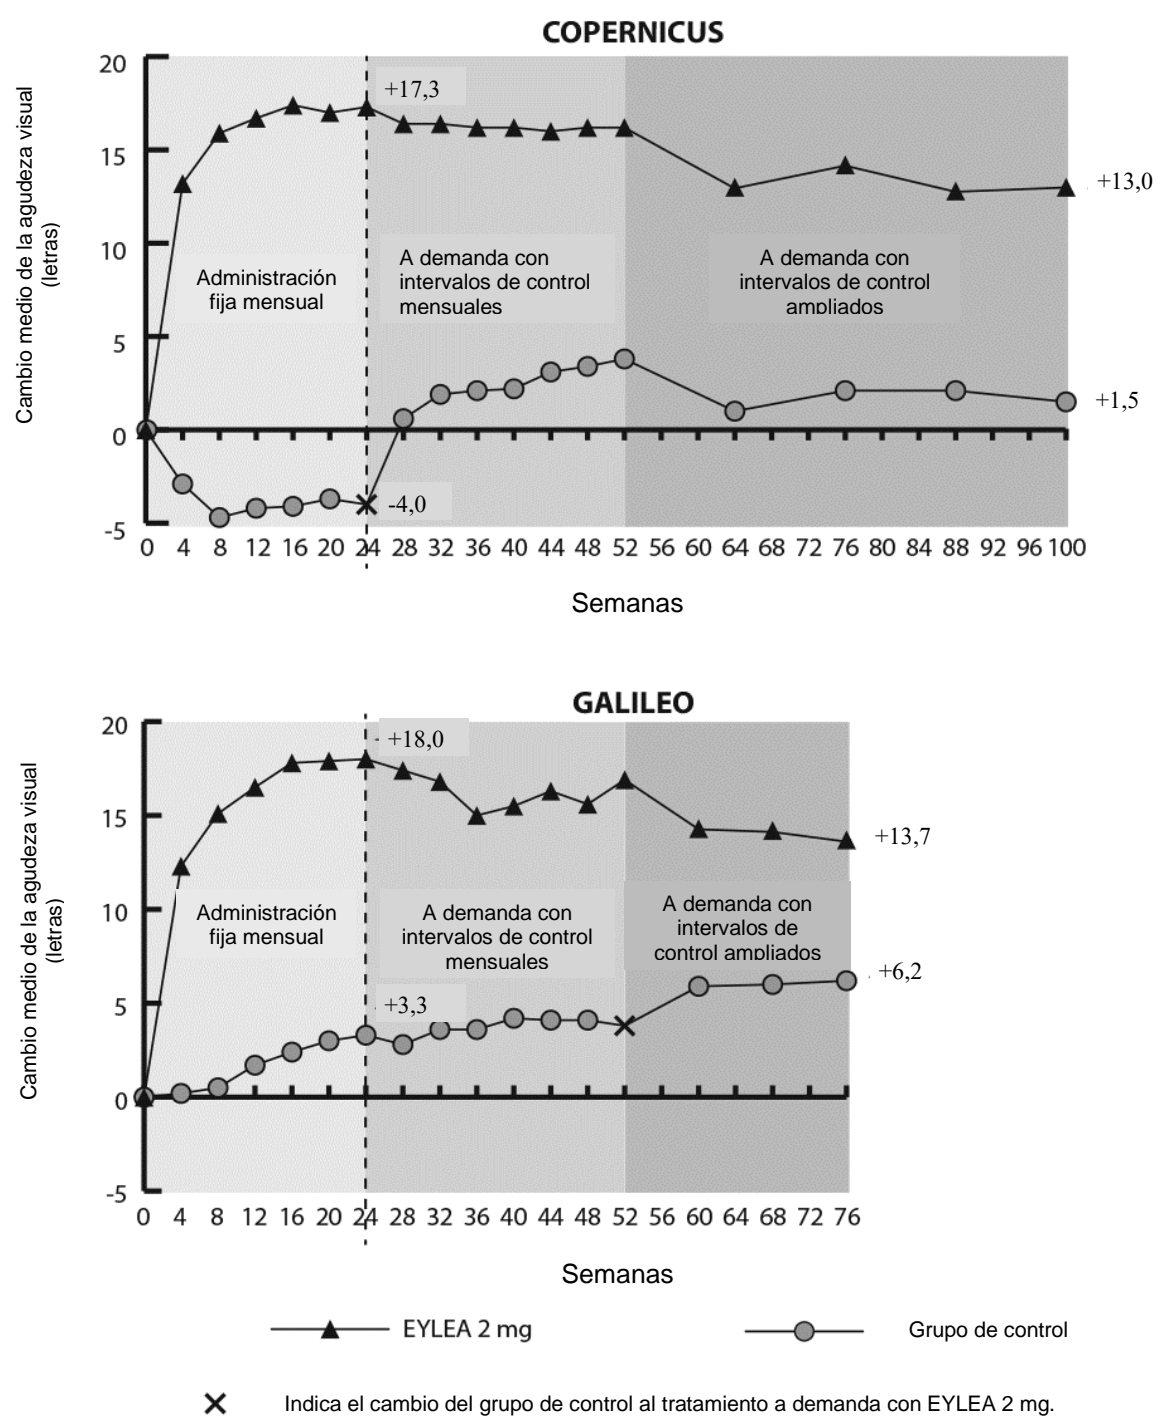 COPERNICUS
Cambio medio de la agudeza visual
(letras)
20
15
10
5
0
-5
+17,3
+13,0
Administración
fija mensual
A demanda con
intervalos de control
mensuales
A demanda con
intervalos de control
ampliados
+1,5
-4,0
0 4 8 12 16 20 24 28 32 36 40 44 48 52 56 60 64 68 72 76 80 84 88 92 96 100
Semanas
GALILEO
Cambio medio de la agudeza visual
(letras)
20
15
10
5
0
-5
+18,0
+13,7
Administración
fija mensual
A demanda con
intervalos de control
mensuales
A demanda con
intervalos de
control ampliados
+6,2
+3,3
0 4 8 12 16 20 24 28 32 36 40 44 48 52 56 60 64 68 72 76
Semanas
EYLEA 2 mg
Grupo de control
Indica el cambio del grupo de control al tratamiento a demanda con EYLEA 2 mg.